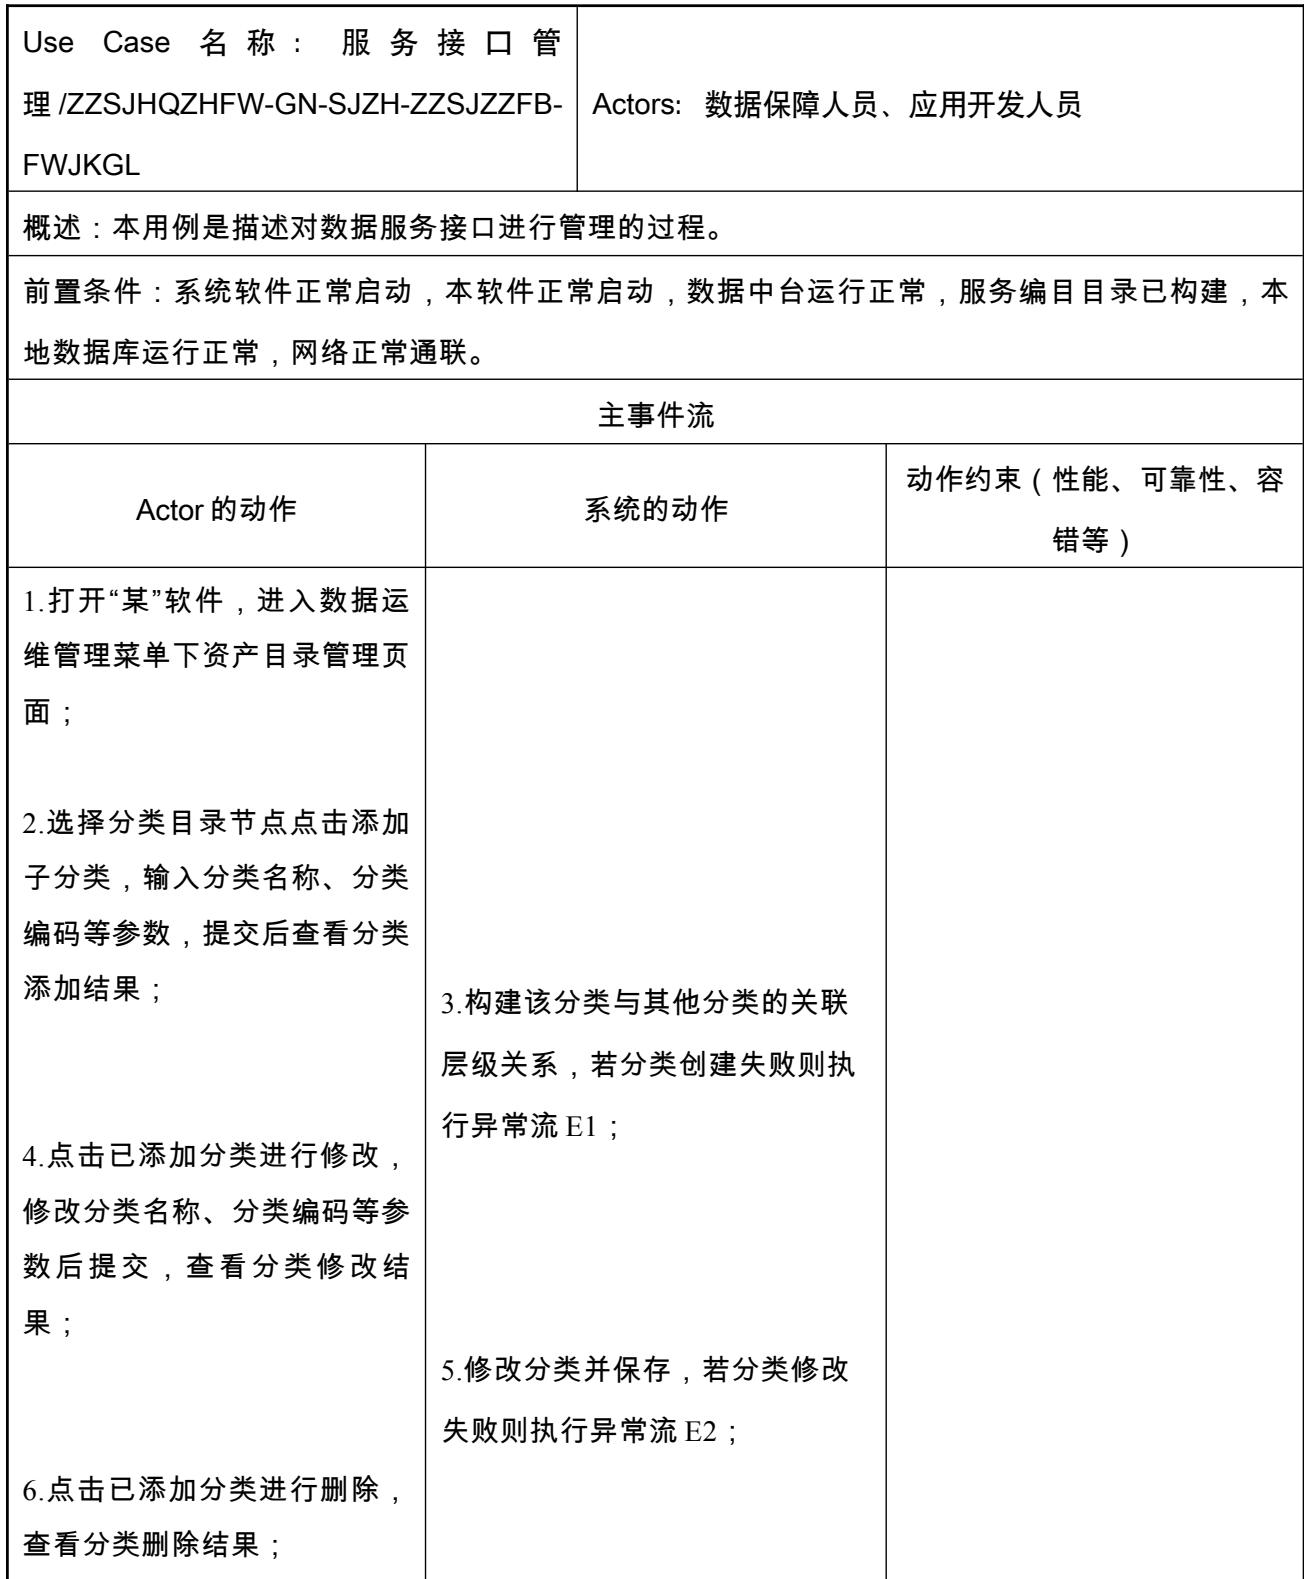 Use Case 名称：服务接口管
理/ZZSJHQZHFW-GN-SJZH-ZZSJZZFB-
FWJKGL
Actors: 数据保障人员、应用开发人员
概述：本用例是描述对数据服务接口进行管理的过程。
前置条件：系统软件正常启动，本软件正常启动，数据中台运行正常，服务编目目录已构建，本
地数据库运行正常，网络正常通联。
主事件流
Actor 的动作
系统的动作
动作约束（性能、可靠性、容
错等）
1.打开“某”软件，进入数据运
维管理菜单下资产目录管理页
面；
2.选择分类目录节点点击添加
子分类，输入分类名称、分类
编码等参数，提交后查看分类
添加结果；
3.构建该分类与其他分类的关联
层级关系，若分类创建失败则执
行异常流 E1；
4.点击已添加分类进行修改，
修改分类名称、分类编码等参
数后提交，查看分类修改结
果；
5.修改分类并保存，若分类修改
失败则执行异常流 E2；
6.点击已添加分类进行删除，
查看分类删除结果；